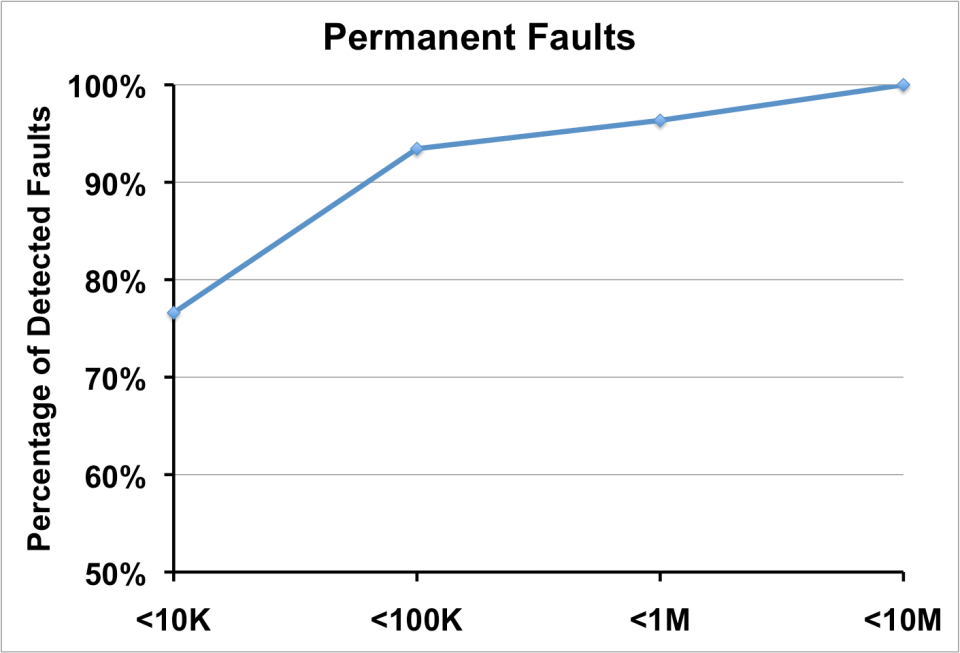 Permanent Faults
Percentage of Detected Faults
100%
90%
80%
70%
60%
50%
<10K
<100K
<1M
<10M